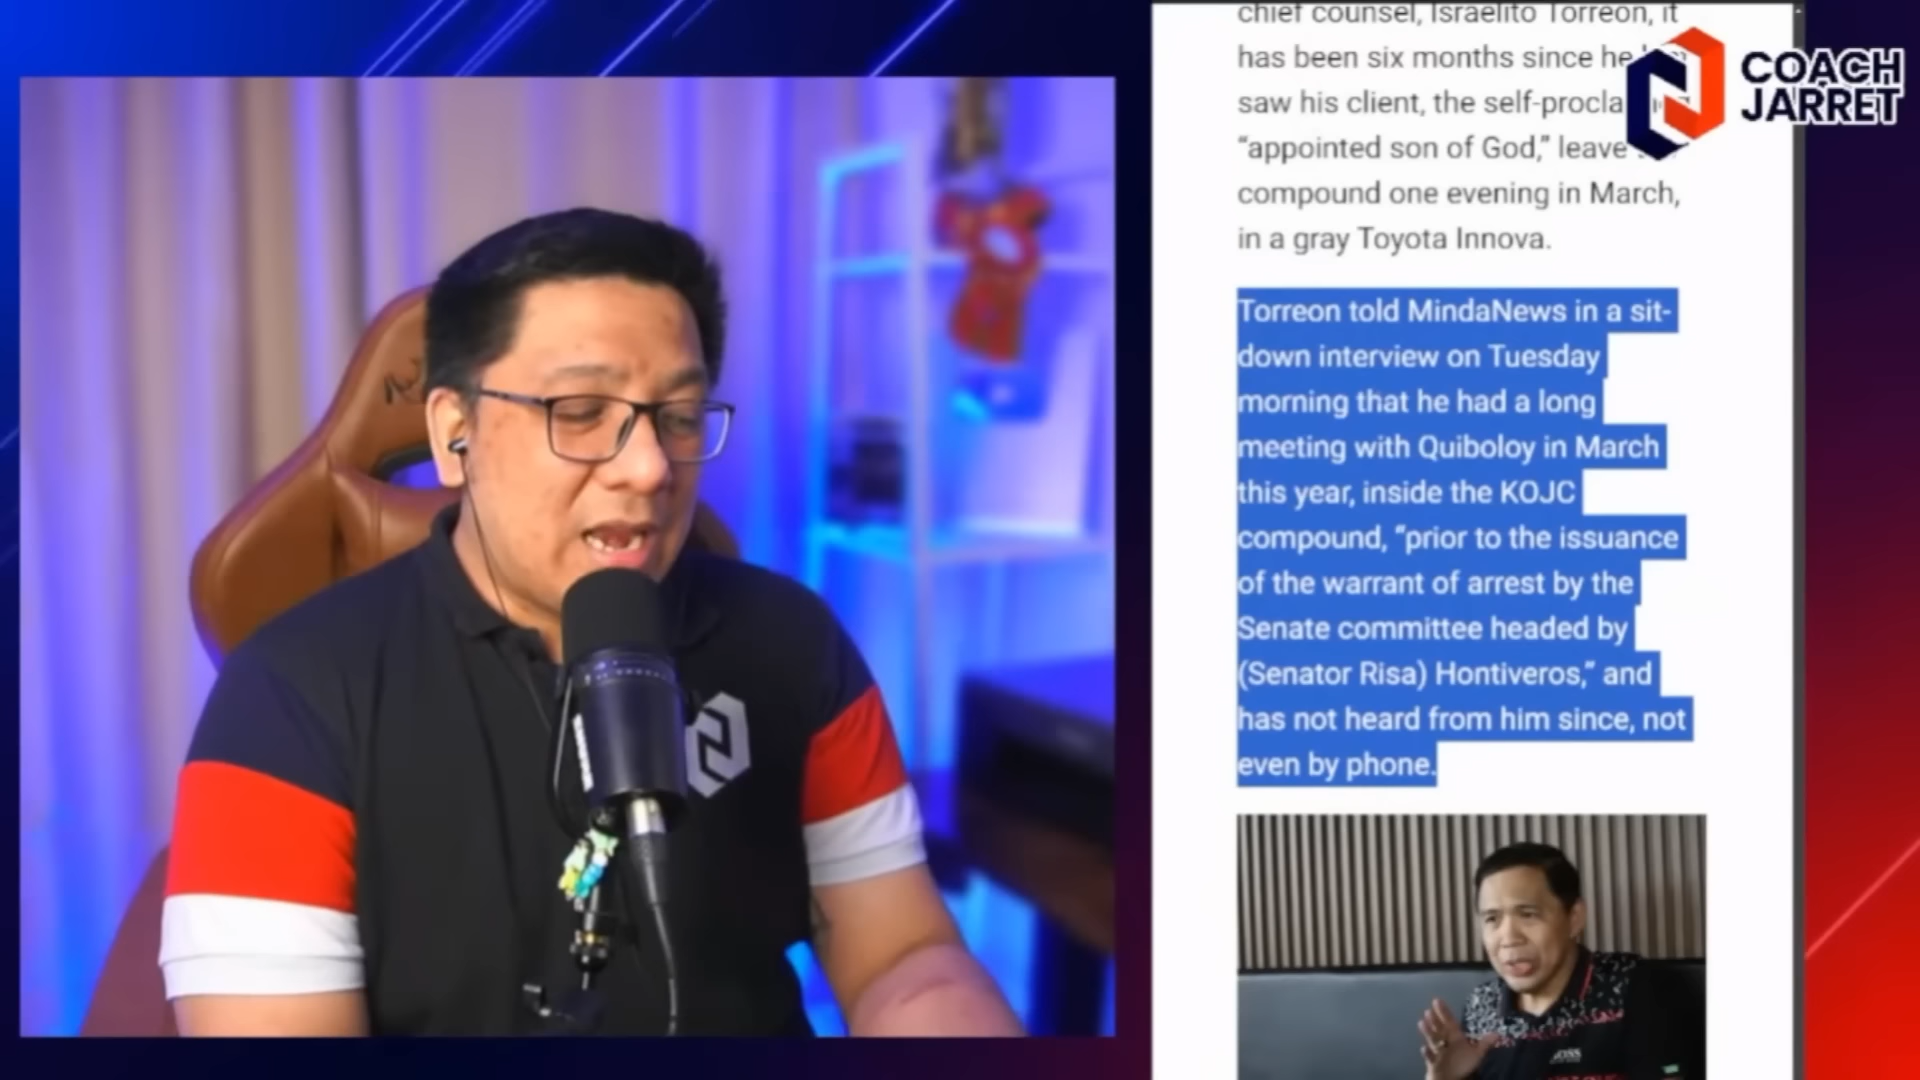 chief counsel, Israelito Torreon, it
has been six months since he
saw his client, the
“appointed son of God,” leave
compound one evening in March,
in a gray Toyota Innova.
Torreon told MindaNews in a sit-
down interview on Tuesday
morning that he had a long
meeting with Quiboloy in March
this year, inside the KOJC
compound, “prior to the issuance
of the warrant of arrest by the
Senate committee headed by
(Senator Risa) Hontiveros,” and
has not heard from him since, not
even by phone.
COACH
JARRET